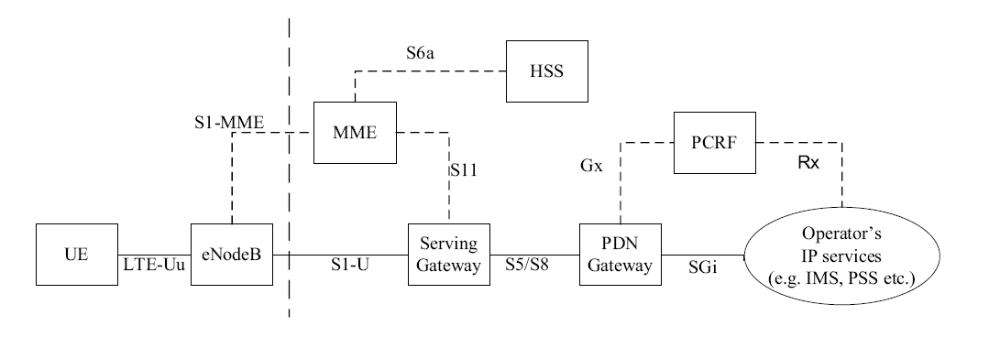 S6a
HSS
S1-MME
MME
PCRF
S11
Gx
Rx
UE
LTE-Uu
eNodeB
S1-U
Serving
Gateway
S5/S8
PDN
Gateway
SGi
Operator’s
IP services
(e.g. IMS, PSS etc.)